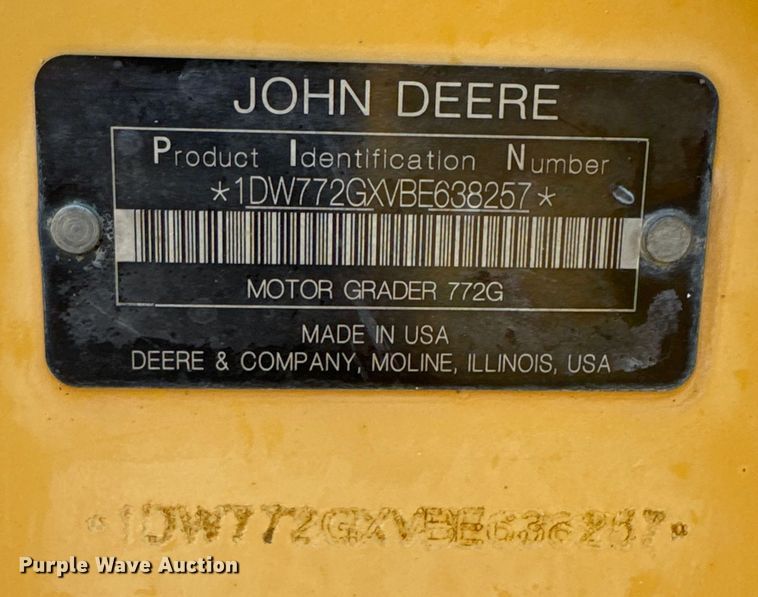 JOHN DEERE
Product Identification Number
*1DW772GXVBE638257*
MOTOR GRADER 772G
MADE IN USA
DEERE & COMPANY, MOLINE, ILLINOIS, USA
*1DW772GXVBE636257*
Purple Wave Auction